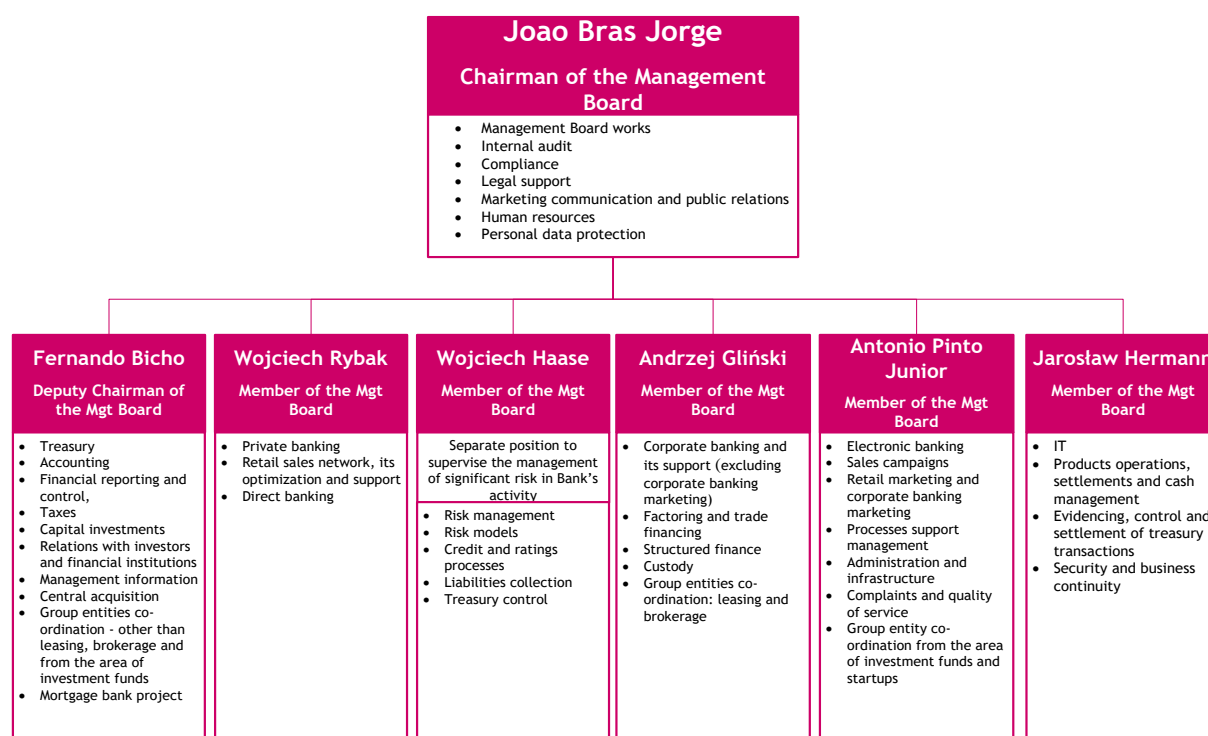 Joao Bras Jorge
Chairman of the Management
Board
• Management Board works
• Internal audit
• Compliance
• Legal support
• Marketing communication and public relations
• Human resources
• Personal data protection
Fernando Bicho
Deputy Chairman of
the Mgt Board
• Treasury
• Accounting
• Financial reporting and
control,
• Taxes
• Capital investments
• Relations with investors
and financial institutions
• Management information
• Central acquisition
• Group entities co-
ordination - other than
leasing, brokerage and
from the area of
investment funds
• Mortgage bank project
Wojciech Rybak
Member of the Mgt
Board
• Private banking
• Retail sales network, its
optimization and support
• Direct banking
Wojciech Haase
Member of the Mgt
Board
Separate position to
supervise the management
of significant risk in Bank's
activity
• Risk management
• Risk models
• Credit and ratings
processes
• Liabilities collection
• Treasury control
Andrzej Gliński
Member of the Mgt
Board
• Corporate banking and
its support (excluding
corporate banking
marketing)
• Factoring and trade
financing
• Structured finance
• Custody
• Group entities co-
ordination: leasing and
brokerage
Antonio Pinto
Junior
Member of the Mgt
Board
• Electronic banking
• Sales campaigns
• Retail marketing and
corporate banking
marketing
• Processes support
management
• Administration and
infrastructure
• Complaints and quality
of service
• Group entity co-
ordination from the area
of investment funds and
startups
Jarosław Hermann
Member of the Mgt
Board
• IT
• Products operations,
settlements and cash
management
• Evidencing, control and
settlement of treasury
transactions
• Security and business
continuity